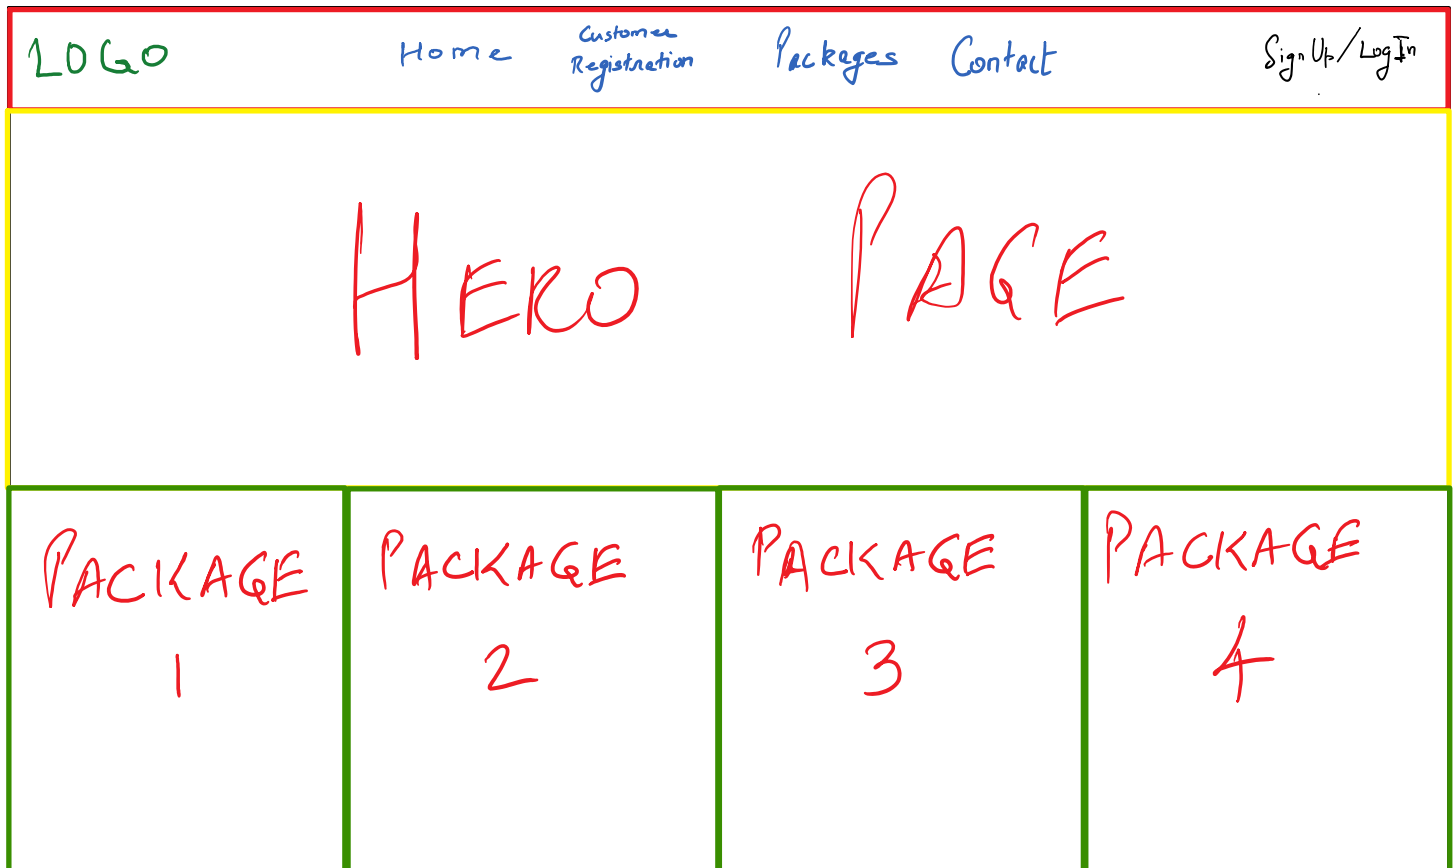 LOGO
Home
Customer
Registration
Packages
Contact
Sign Up/LogIn
HERO PAGE
PACKAGE
1
PACKAGE
2
PACKAGE
3
PACKAGE
4